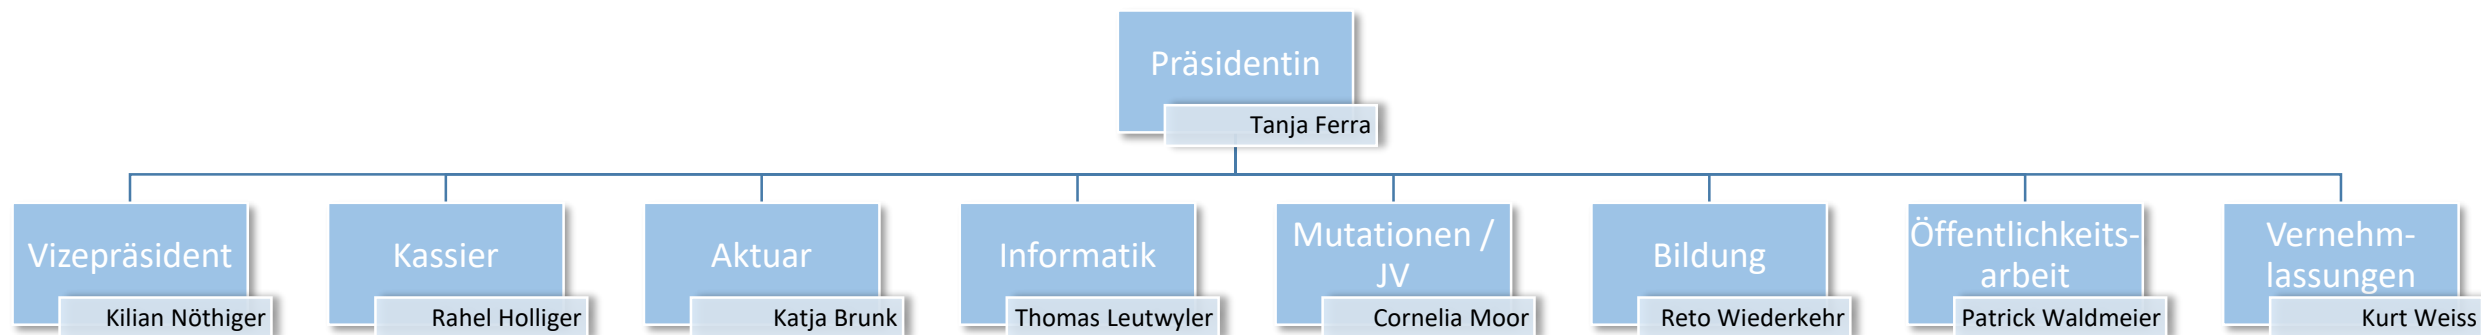 Präsidentin
Tanja Ferra
Vizepräsident
Kilian Nöthiger
Kassier
Rahel Holliger
Aktuar
Katja Brunk
Informatik
Thomas Leutwyler
Mutationen /
JV
Cornelia Moor
Bildung
Reto Wiederkehr
Öffentlichkeits-
arbeit
Patrick Waldmeier
Vernehm-
lassungen
Kurt Weiss